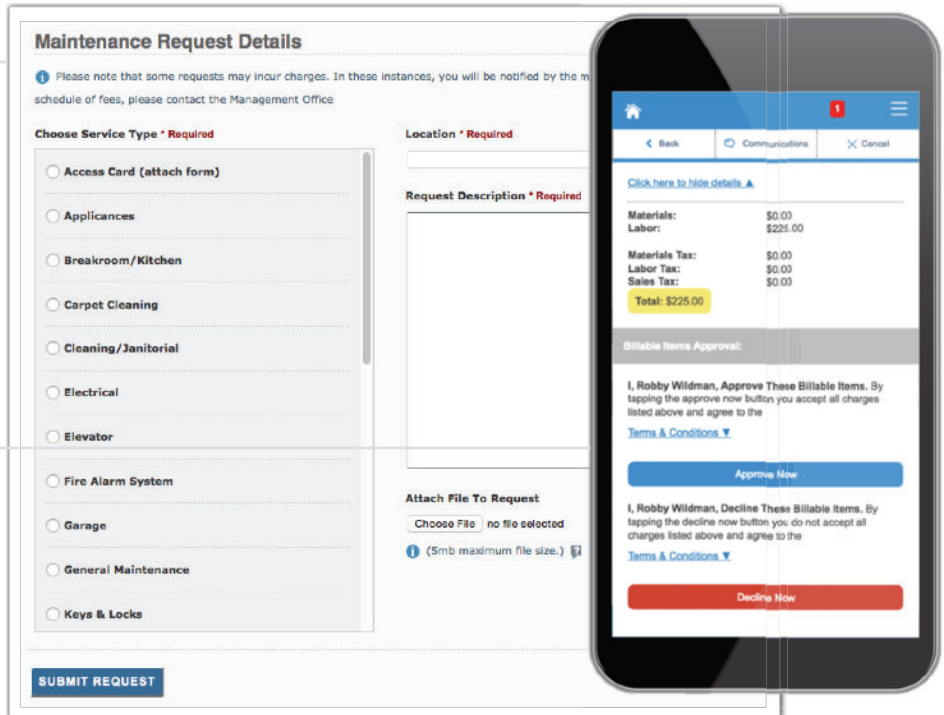 Maintenance Request Details
Please note that some requests may incur charges. In these instances, you will be notified by the m
schedule of fees, please contact the Management Office
Choose Service Type * Required
Access Card (attach form)
Applicances
Breakroom/Kitchen
Carpet Cleaning
Cleaning/Janitorial
Electrical
Elevator
Fire Alarm System
Garage
General Maintenance
Keys & Locks
SUBMIT REQUEST
Location * Required
Request Description * Required
Attach File To Request
Choose File no file selected
(5mb maximum file size.)
1
Back Communications Cancel
Click here to hide details ▲
Materials: $0.00
Labor: $225.00
Materials Tax: $0.00
Labor Tax: $0.00
Sales Tax: $0.00
Total: $225.00
Billable Items Approval:
I, Robby Wildman, Approve These Billable Items. By
tapping the approve now button you accept all charges
listed above and agree to the
Terms & Conditions ▼
Approve Now
I, Robby Wildman, Decline These Billable Items. By
tapping the decline now button you do not accept all
charges listed above and agree to the
Terms & Conditions ▼
Decline Now